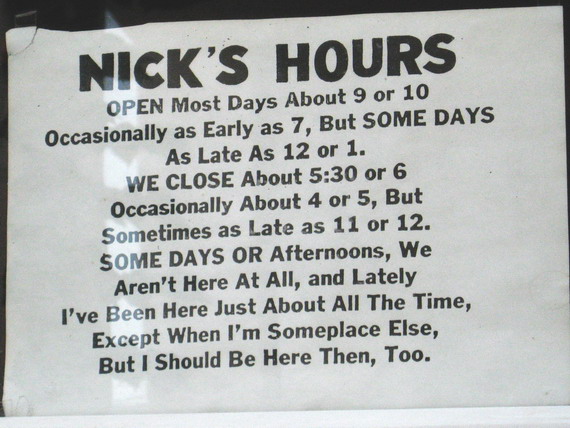 NICK'S HOURS
OPEN Most Days About 9 or 10
Occasionally as Early as 7, But SOME DAYS
As Late As 12 or 1.
WE CLOSE About 5:30 or 6
Occasionally About 4 or 5, But
Sometimes as Late as 11 or 12.
SOME DAYS OR Afternoons, We
Aren't Here At All, and Lately
I've Been Here Just About All The Time,
Except When I'm Someplace Else,
But I Should Be Here Then, Too.